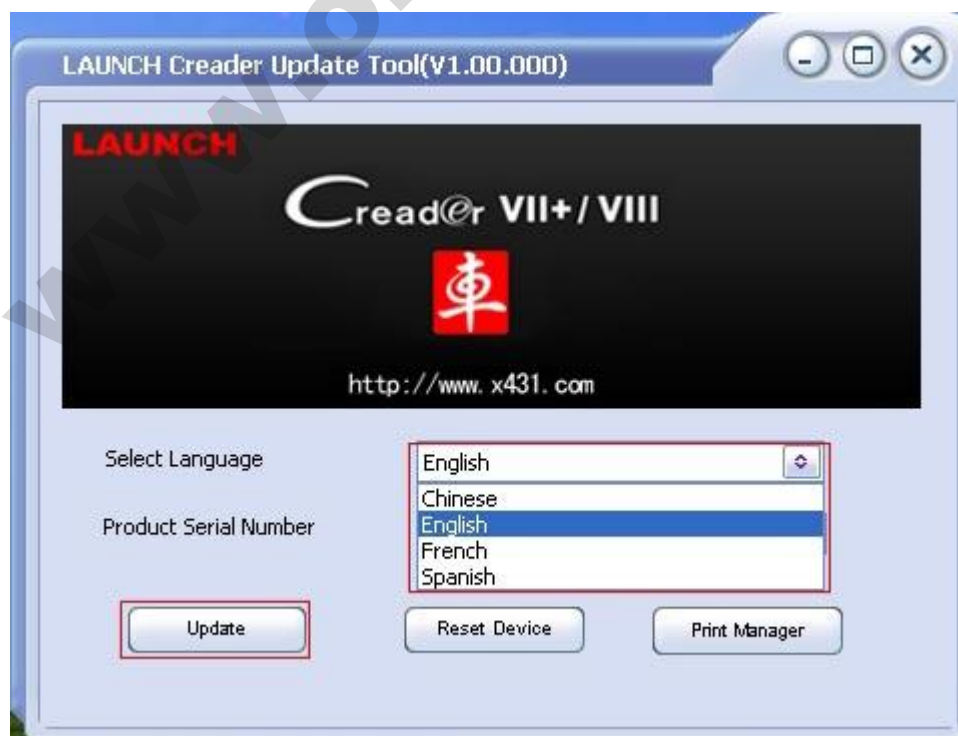 LAUNCH Creader Update Tool(V1.00.000)
LAUNCH
Creader VII+/VIII
車
http://www.x431.com
Select Language
English
Chinese
English
French
Spanish
Product Serial Number
Update
Reset Device
Print Manager